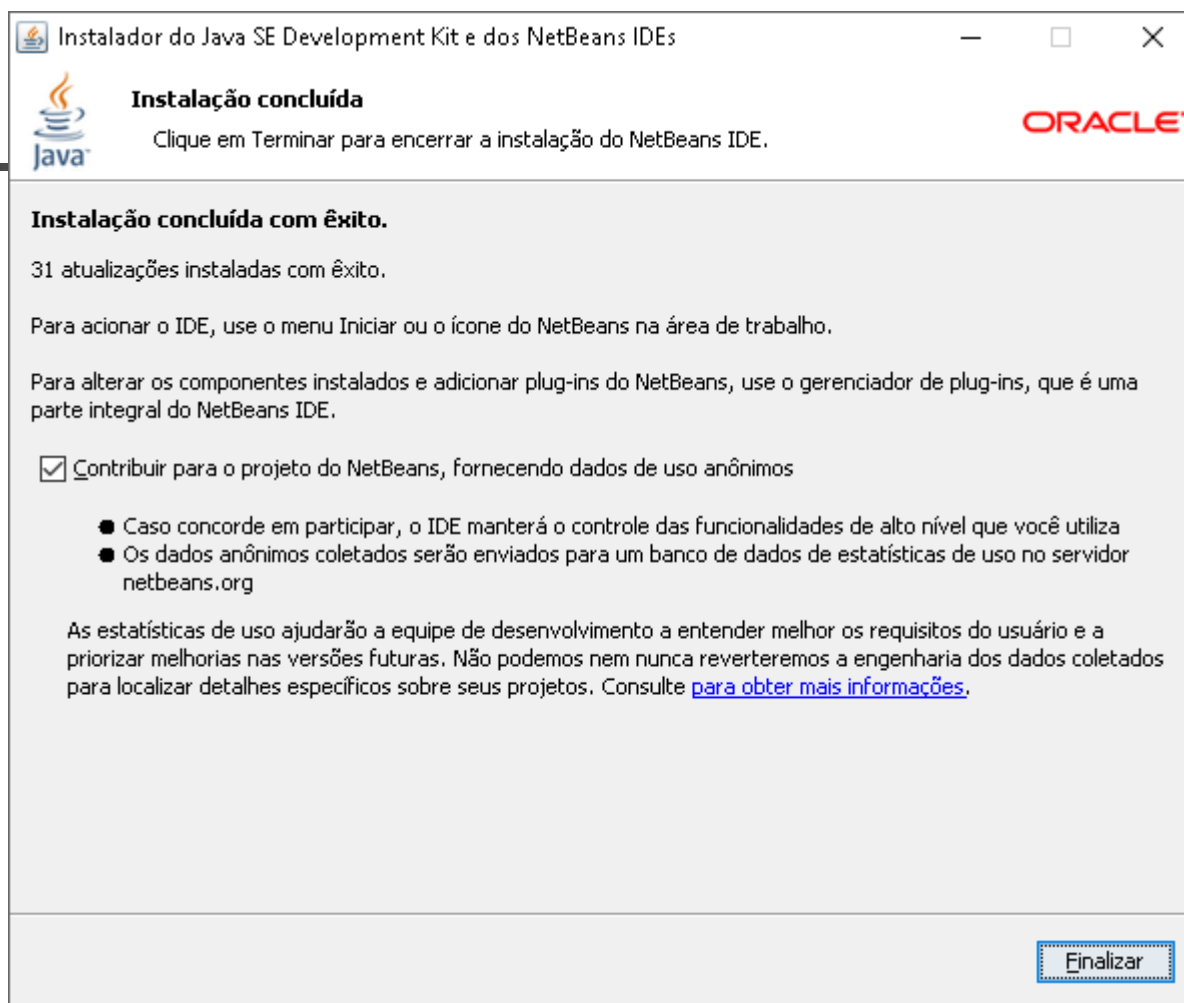 Instalador do Java SE Development Kit e dos NetBeans IDEs
Instalação concluída
Clique em Terminar para encerrar a instalação do NetBeans IDE.
Java
ORACLE
Instalação concluída com êxito.
31 atualizações instaladas com êxito.
Para acionar o IDE, use o menu Iniciar ou o ícone do NetBeans na área de trabalho.
Para alterar os componentes instalados e adicionar plug-ins do NetBeans, use o gerenciador de plug-ins, que é uma
parte integral do NetBeans IDE.
Contribuir para o projeto do NetBeans, fornecendo dados de uso anônimos
● Caso concorde em participar, o IDE manterá o controle das funcionalidades de alto nível que você utiliza
● Os dados anônimos coletados serão enviados para um banco de dados de estatísticas de uso no servidor
netbeans.org
As estatísticas de uso ajudarão a equipe de desenvolvimento a entender melhor os requisitos do usuário e a
priorizar melhorias nas versões futuras. Não podemos nem nunca reverteremos a engenharia dos dados coletados
para localizar detalhes específicos sobre seus projetos. Consulte para obter mais informações.
Finalizar